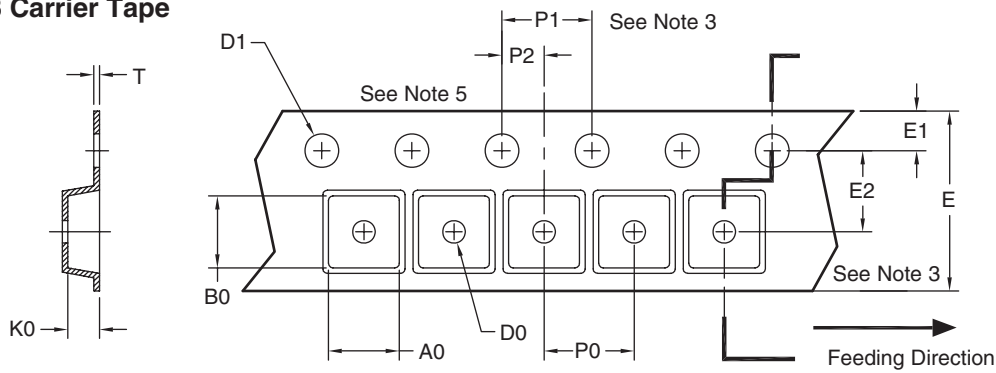 Carrier Tape
P1
See Note 3
D1
P2
T
See Note 5
E1
E2
E
B0
See Note 3
K0
A0
D0
P0
Feeding Direction